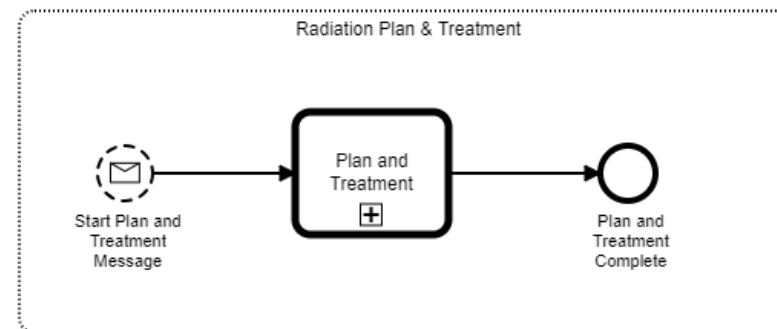 Radiation Plan & Treatment
Plan and
Treatment
Start Plan and
Treatment
Message
Plan and
Treatment
Complete